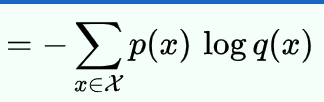 = − ∑ p(x) log q(x)
x∈𝒳